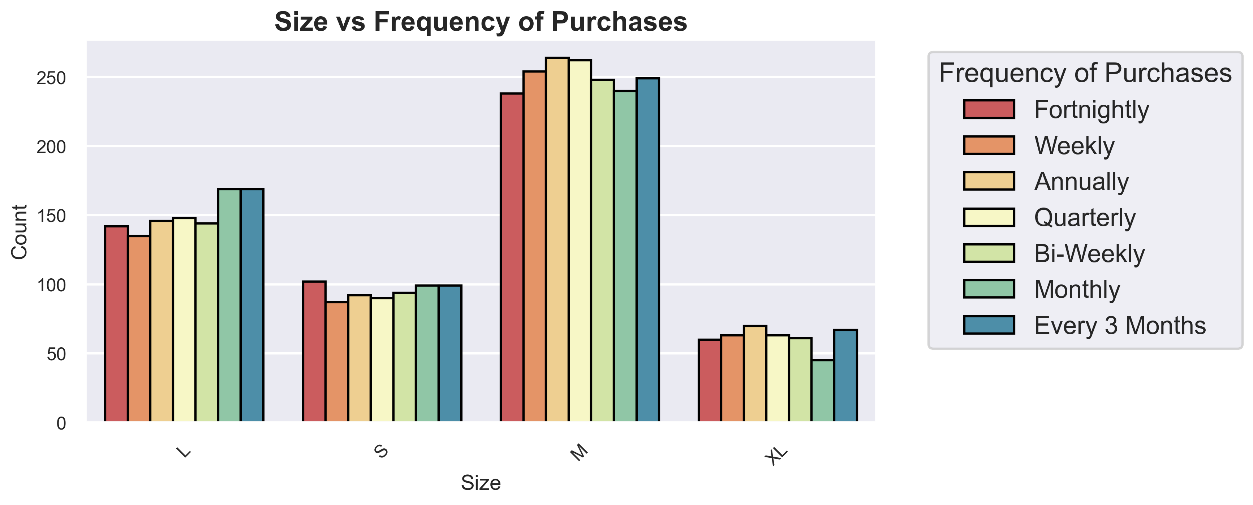 Size vs Frequency of Purchases
Count
250
200
150
100
50
0
L
S
M
XL
Size
Frequency of Purchases
Fortnightly
Weekly
Annually
Quarterly
Bi-Weekly
Monthly
Every 3 Months